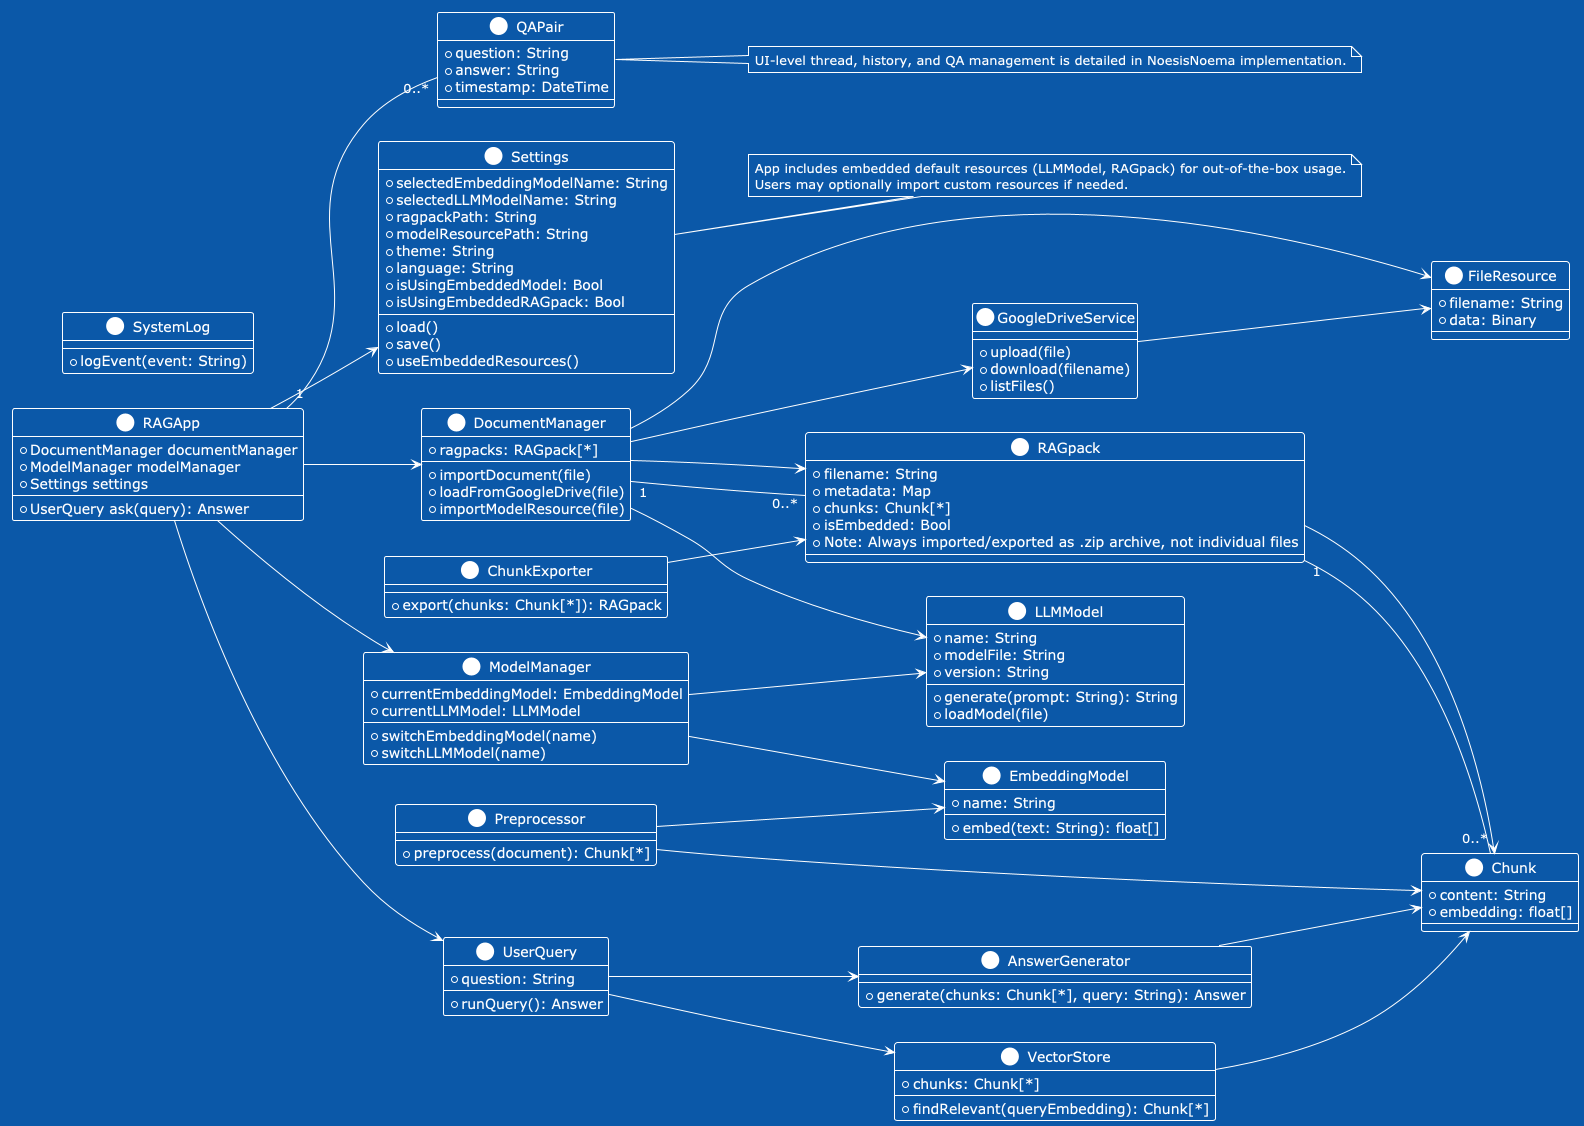 QAPair
question: String
answer: String
timestamp: DateTime
UI-level thread, history, and QA management is detailed in NoesisNoema implementation.
0..*
Settings
selectedEmbeddingModelName: String
selectedLLMModelName: String
ragpackPath: String
modelResourcePath: String
theme: String
language: String
isUsingEmbeddedModel: Bool
isUsingEmbeddedRAGpack: Bool
load()
save()
useEmbeddedResources()
App includes embedded default resources (LLMModel, RAGpack) for out-of-the-box usage.
Users may optionally import custom resources if needed.
FileResource
filename: String
data: Binary
SystemLog
logEvent(event: String)
GoogleDriveService
upload(file)
download(filename)
listFiles()
1
RAGApp
DocumentManager documentManager
ModelManager modelManager
Settings settings
UserQuery ask(query): Answer
DocumentManager
ragpacks: RAGpack[*]
importDocument(file)
loadFromGoogleDrive(file)
importModelResource(file)
1
0..*
RAGpack
filename: String
metadata: Map
chunks: Chunk[*]
isEmbedded: Bool
Note: Always imported/exported as .zip archive, not individual files
1
ChunkExporter
export(chunks: Chunk[*]): RAGpack
LLMModel
name: String
modelFile: String
version: String
generate(prompt: String): String
loadModel(file)
ModelManager
currentEmbeddingModel: EmbeddingModel
currentLLMModel: LLMModel
switchEmbeddingModel(name)
switchLLMModel(name)
EmbeddingModel
name: String
embed(text: String): float[]
Preprocessor
preprocess(document): Chunk[*]
0..*
Chunk
content: String
embedding: float[]
UserQuery
question: String
runQuery(): Answer
AnswerGenerator
generate(chunks: Chunk[*], query: String): Answer
VectorStore
chunks: Chunk[*]
findRelevant(queryEmbedding): Chunk[*]